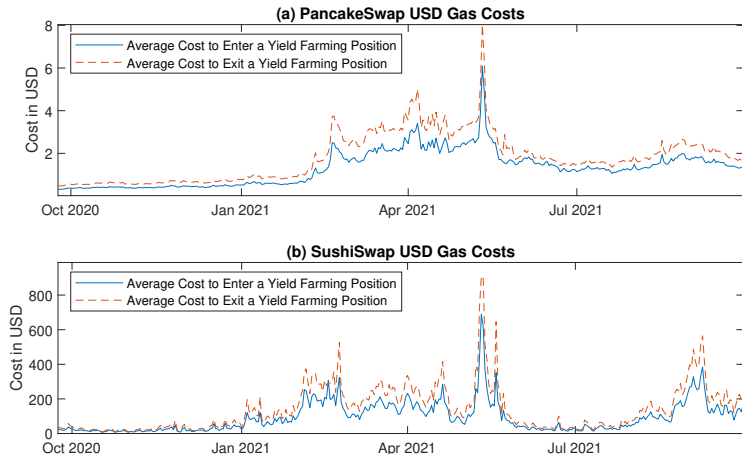 (a) PancakeSwap USD Gas Costs
8
6
4
2
Cost in USD
Average Cost to Enter a Yield Farming Position
Average Cost to Exit a Yield Farming Position
Oct 2020
Jan 2021
Apr 2021
Jul 2021
(b) SushiSwap USD Gas Costs
800
600
400
200
0
Cost in USD
Average Cost to Enter a Yield Farming Position
Average Cost to Exit a Yield Farming Position
Oct 2020
Jan 2021
Apr 2021
Jul 2021